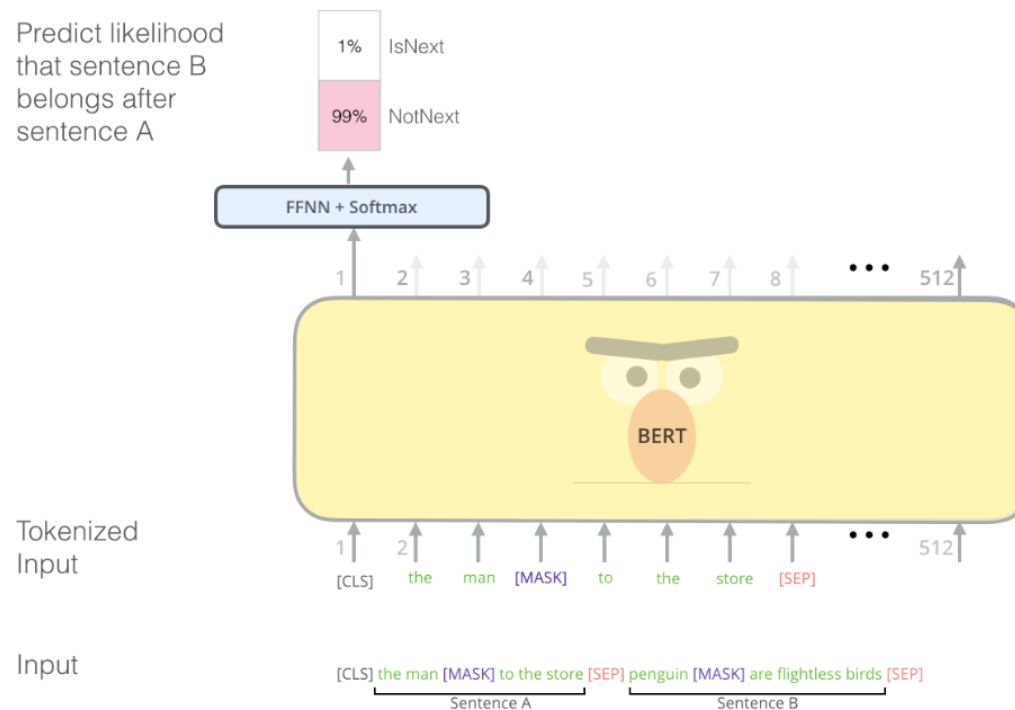 Predict likelihood
that sentence B
belongs after
sentence A
1% IsNext
99% NotNext
FFNN + Softmax
1 2 3 4 5 6 7 8 ••• 512
BERT
Tokenized
Input
1 2 ••• 512
[CLS] the man [MASK] to the store [SEP]
Input
[CLS] the man [MASK] to the store [SEP] penguin [MASK] are flightless birds [SEP]
Sentence A Sentence B